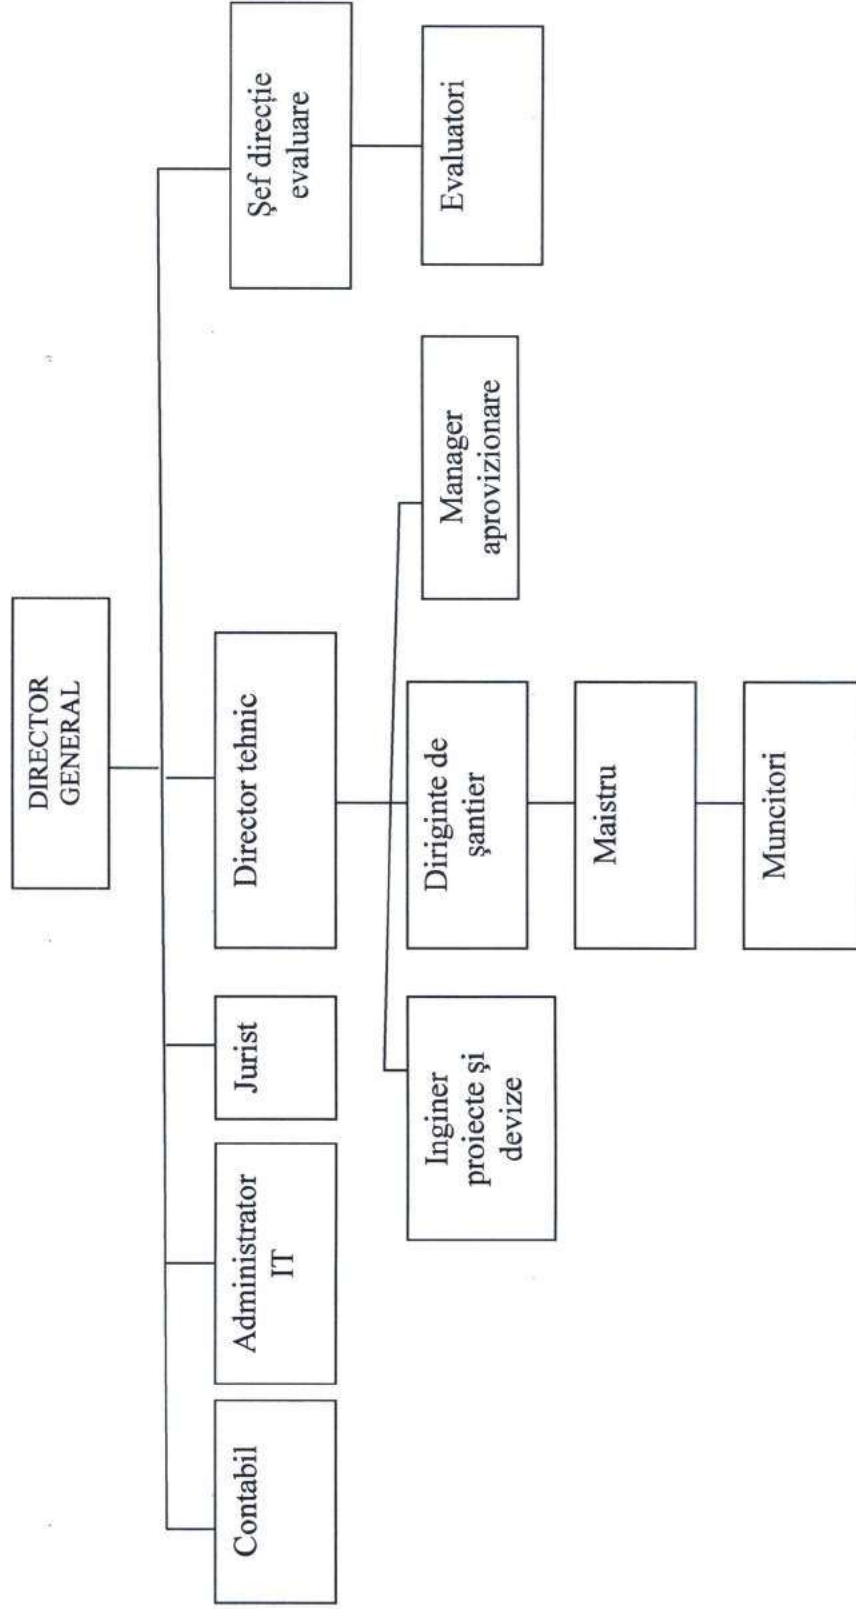 DIRECTOR
GENERAL
Contabil
Administrator
IT
Jurist
Director tehnic
Şef direcţie
evaluare
Inginer
proiecte şi
devize
Diriginte de
şantier
Manager
aprovizionare
Evaluatori
Maistru
Muncitori